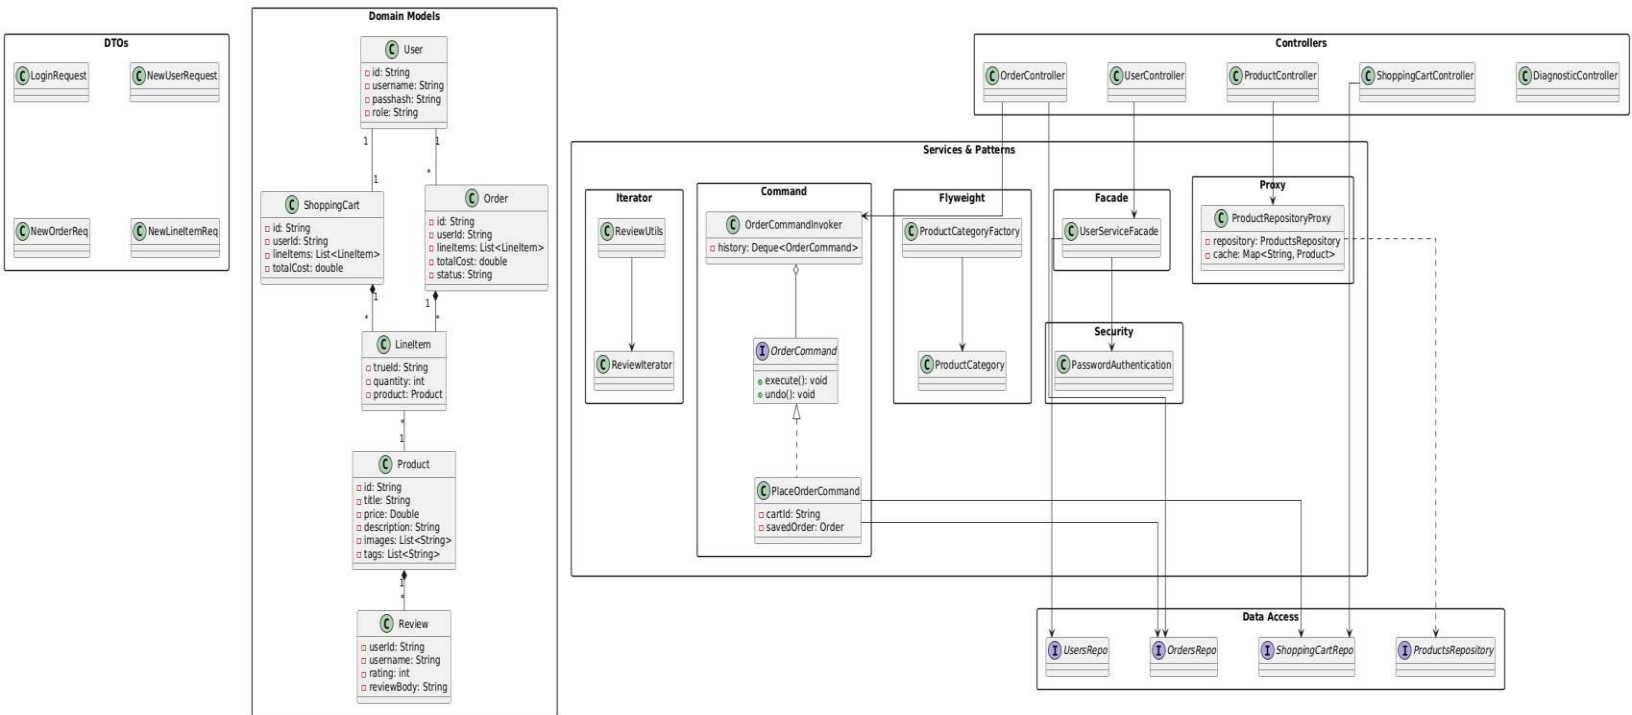 DTOs
C LoginRequest
C NewUserRequest
C NewOrderReq
C NewLineItemReq
Domain Models
C User
id: String
username: String
passhash: String
role: String
1
1
1
*
C ShoppingCart
id: String
userId: String
lineItems: List<LineItem>
totalCost: double
C Order
id: String
userId: String
lineItems: List<LineItem>
totalCost: double
status: String
1
*
1
*
C LineItem
trueId: String
quantity: int
product: Product
*
1
C Product
id: String
title: String
price: Double
description: String
images: List<String>
tags: List<String>
1
*
C Review
userId: String
username: String
rating: int
reviewBody: String
Controllers
C OrderController
C UserController
C ProductController
C ShoppingCartController
C DiagnosticController
Services & Patterns
Iterator
C ReviewUtils
C ReviewIterator
Command
C OrderCommandInvoker
history: Deque<OrderCommand>
I OrderCommand
execute(): void
undo(): void
C PlaceOrderCommand
cartId: String
savedOrder: Order
Flyweight
C ProductCategoryFactory
C ProductCategory
Facade
C UserServiceFacade
Security
C PasswordAuthentication
Proxy
C ProductRepositoryProxy
repository: ProductsRepository
cache: Map<String, Product>
Data Access
I UsersRepo
I OrdersRepo
I ShoppingCartRepo
I ProductsRepository